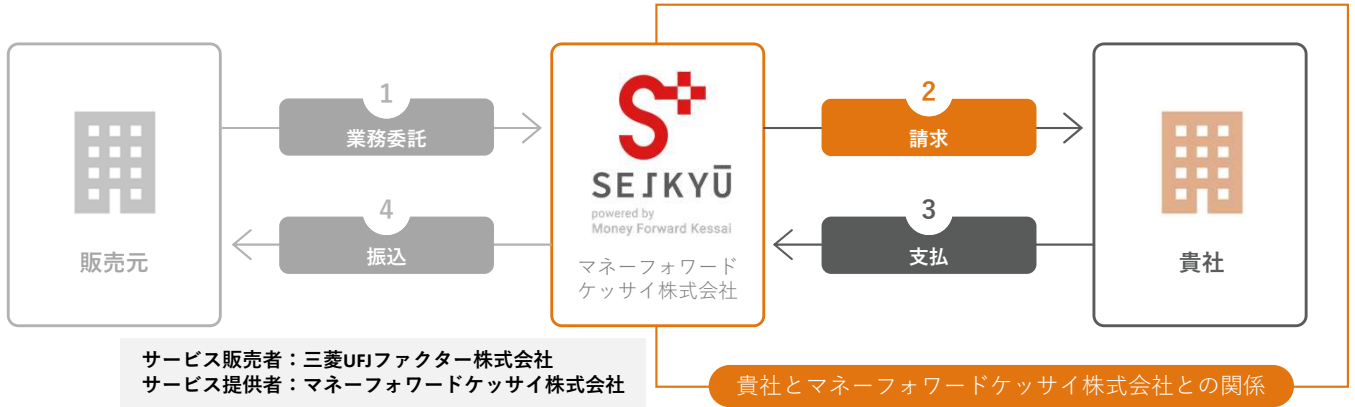 販売元
1
業務委託
4
振込
S+
SEIKYŪ
powered by
Money Forward Kessai
マネーフォワード
ケッサイ株式会社
2
請求
3
支払
貴社
サービス販売者：三菱UFJファクター株式会社
サービス提供者：マネーフォワードケッサイ株式会社
貴社とマネーフォワードケッサイ株式会社との関係